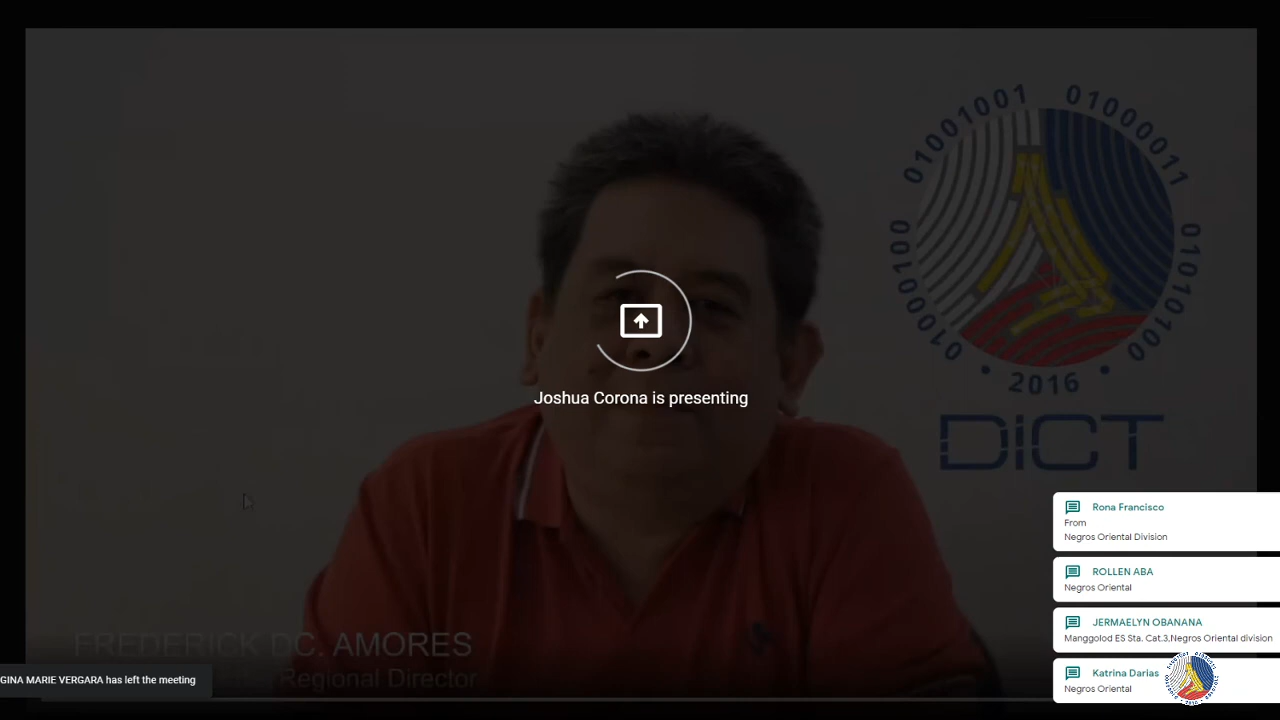 01001001 01000011
01000100 01010100
2016
DICT
Joshua Corona is presenting
Rona Francisco
From
Negros Oriental Division
ROLLEN ABA
Negros Oriental
JERMAELYN OBANANA
Manggolod ES Sta. Cat.3,Negros Oriental division
Katrina Darias
Negros Oriental
FREDERICK DC. AMORES
Regional Director
GINA MARIE VERGARA has left the meeting